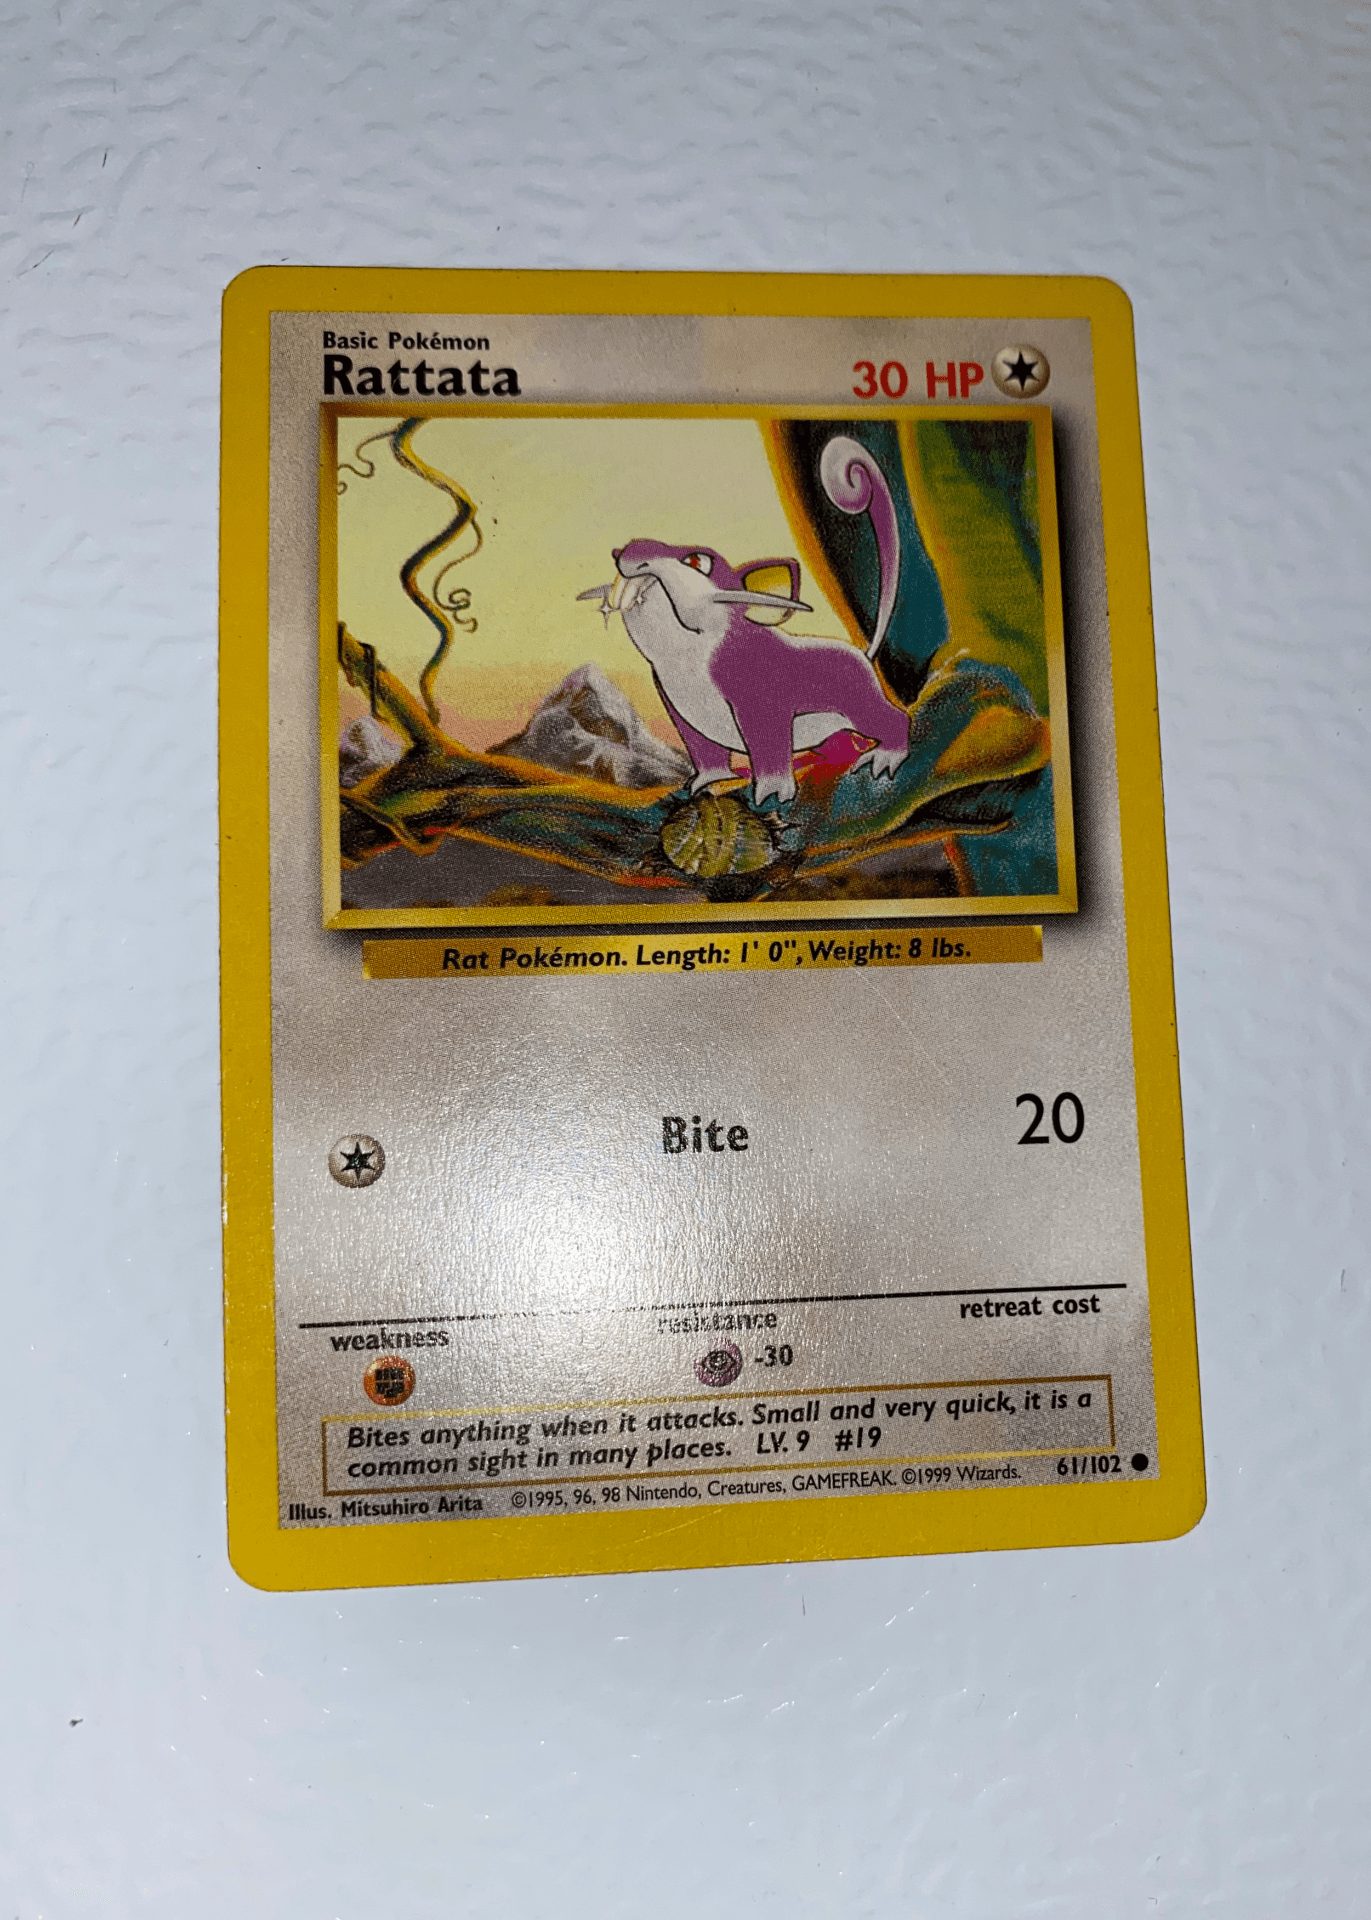 Basic Pokémon
Rattata
30 HP
Rat Pokémon. Length: 1' 0", Weight: 8 lbs.
Bite
20
weakness
resistance
retreat cost
-30
Bites anything when it attacks. Small and very quick, it is a
common sight in many places. LV. 9 #19
Illus. Mitsuhiro Arita ©1995, 96, 98 Nintendo, Creatures, GAMEFREAK. ©1999 Wizards. 61/102